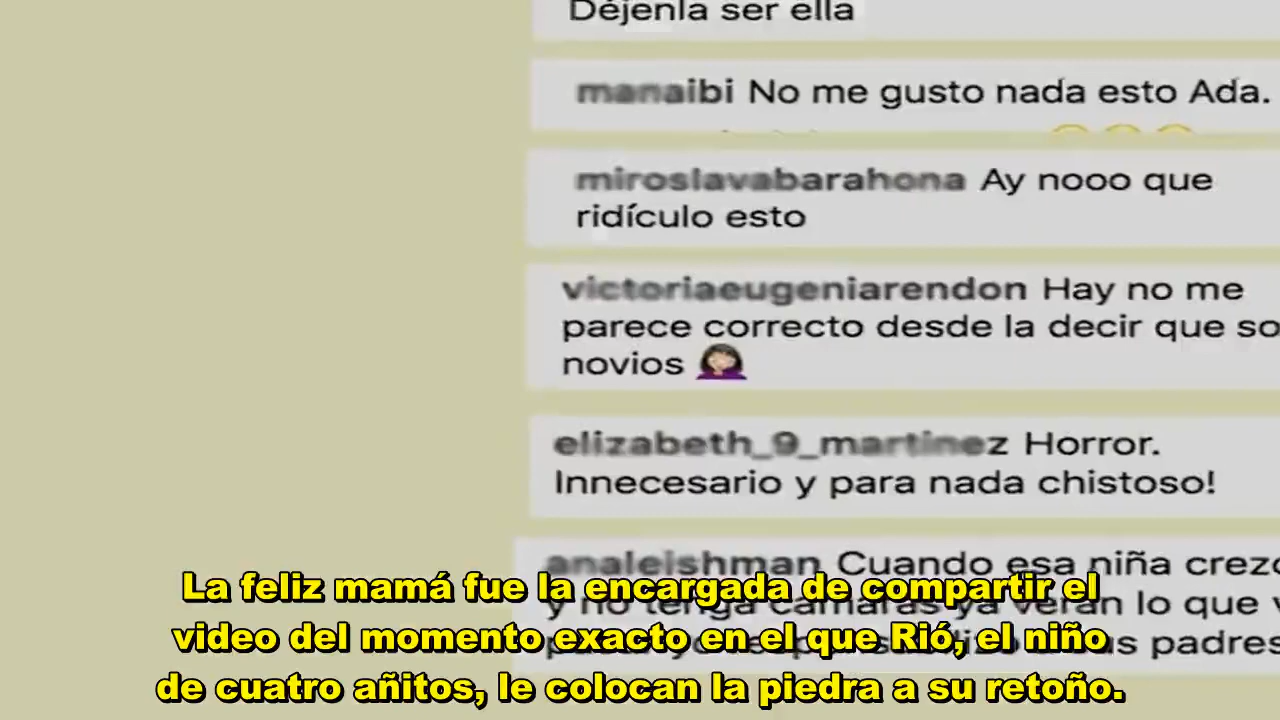 Déjenla ser ella
manaibi No me gusto nada esto Ada.
miroslavabarahona Ay nooo que
ridículo esto
victoriaeugeniarendon Hay no me
parece correcto desde la decir que so
novios
elizabeth_9_martinez Horror.
Innecesario y para nada chistoso!
analeishman Cuando esa niña crezc
y no tenga cámaras ya verán lo que v
padres
La feliz mamá fue la encargada de compartir el
video del momento exacto en el que Rió, el niño
de cuatro añitos, le colocan la piedra a su retoño.